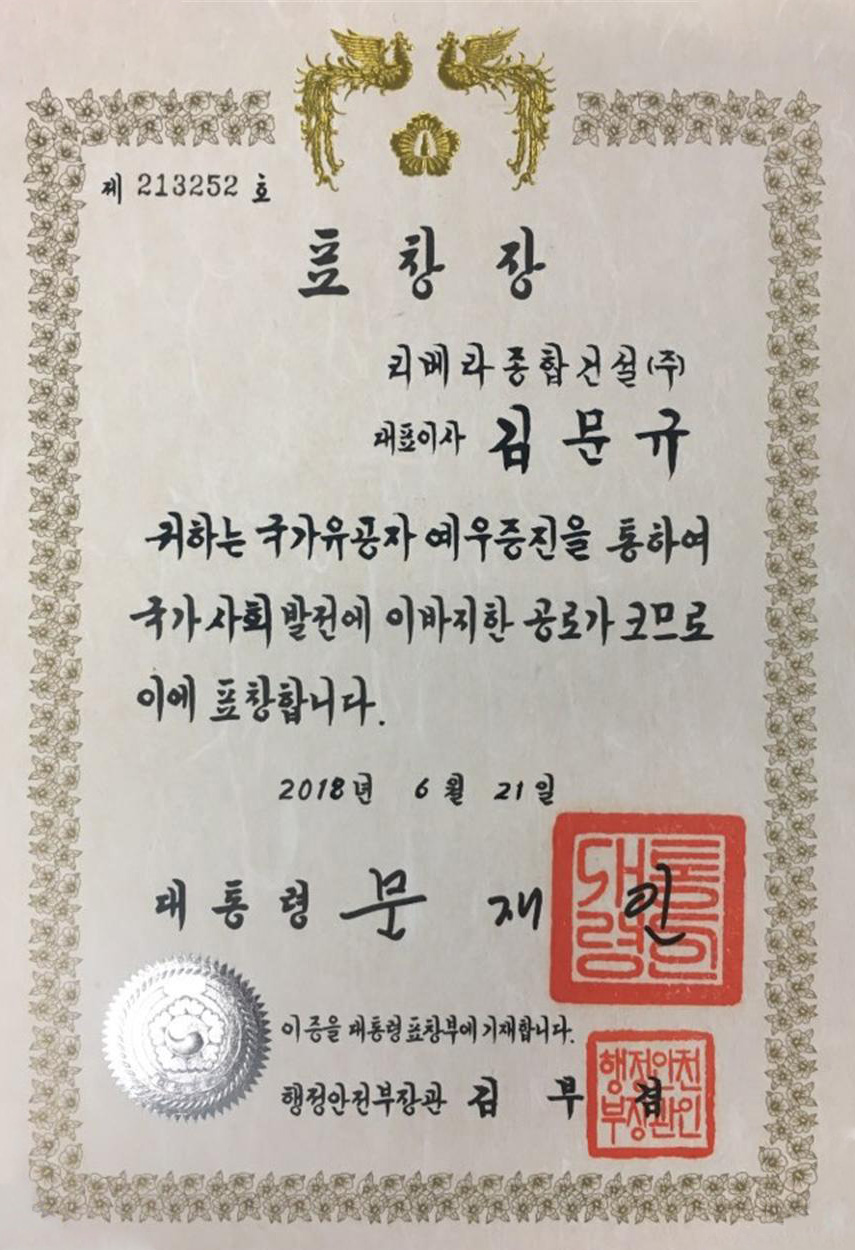 제 213252 호
표창장
리베라종합건설(주)
대표이사 김문규
귀하는 국가유공자 예우증진을 통하여
국가사회발전에 이바지한 공로가 크므로
이에 표창합니다.
2018년 6월 21일
대통령 문재인
대통령의인
이 증을 대통령표창부에 기재합니다.
행정안전부장관 김부겸
행정안전부장관인